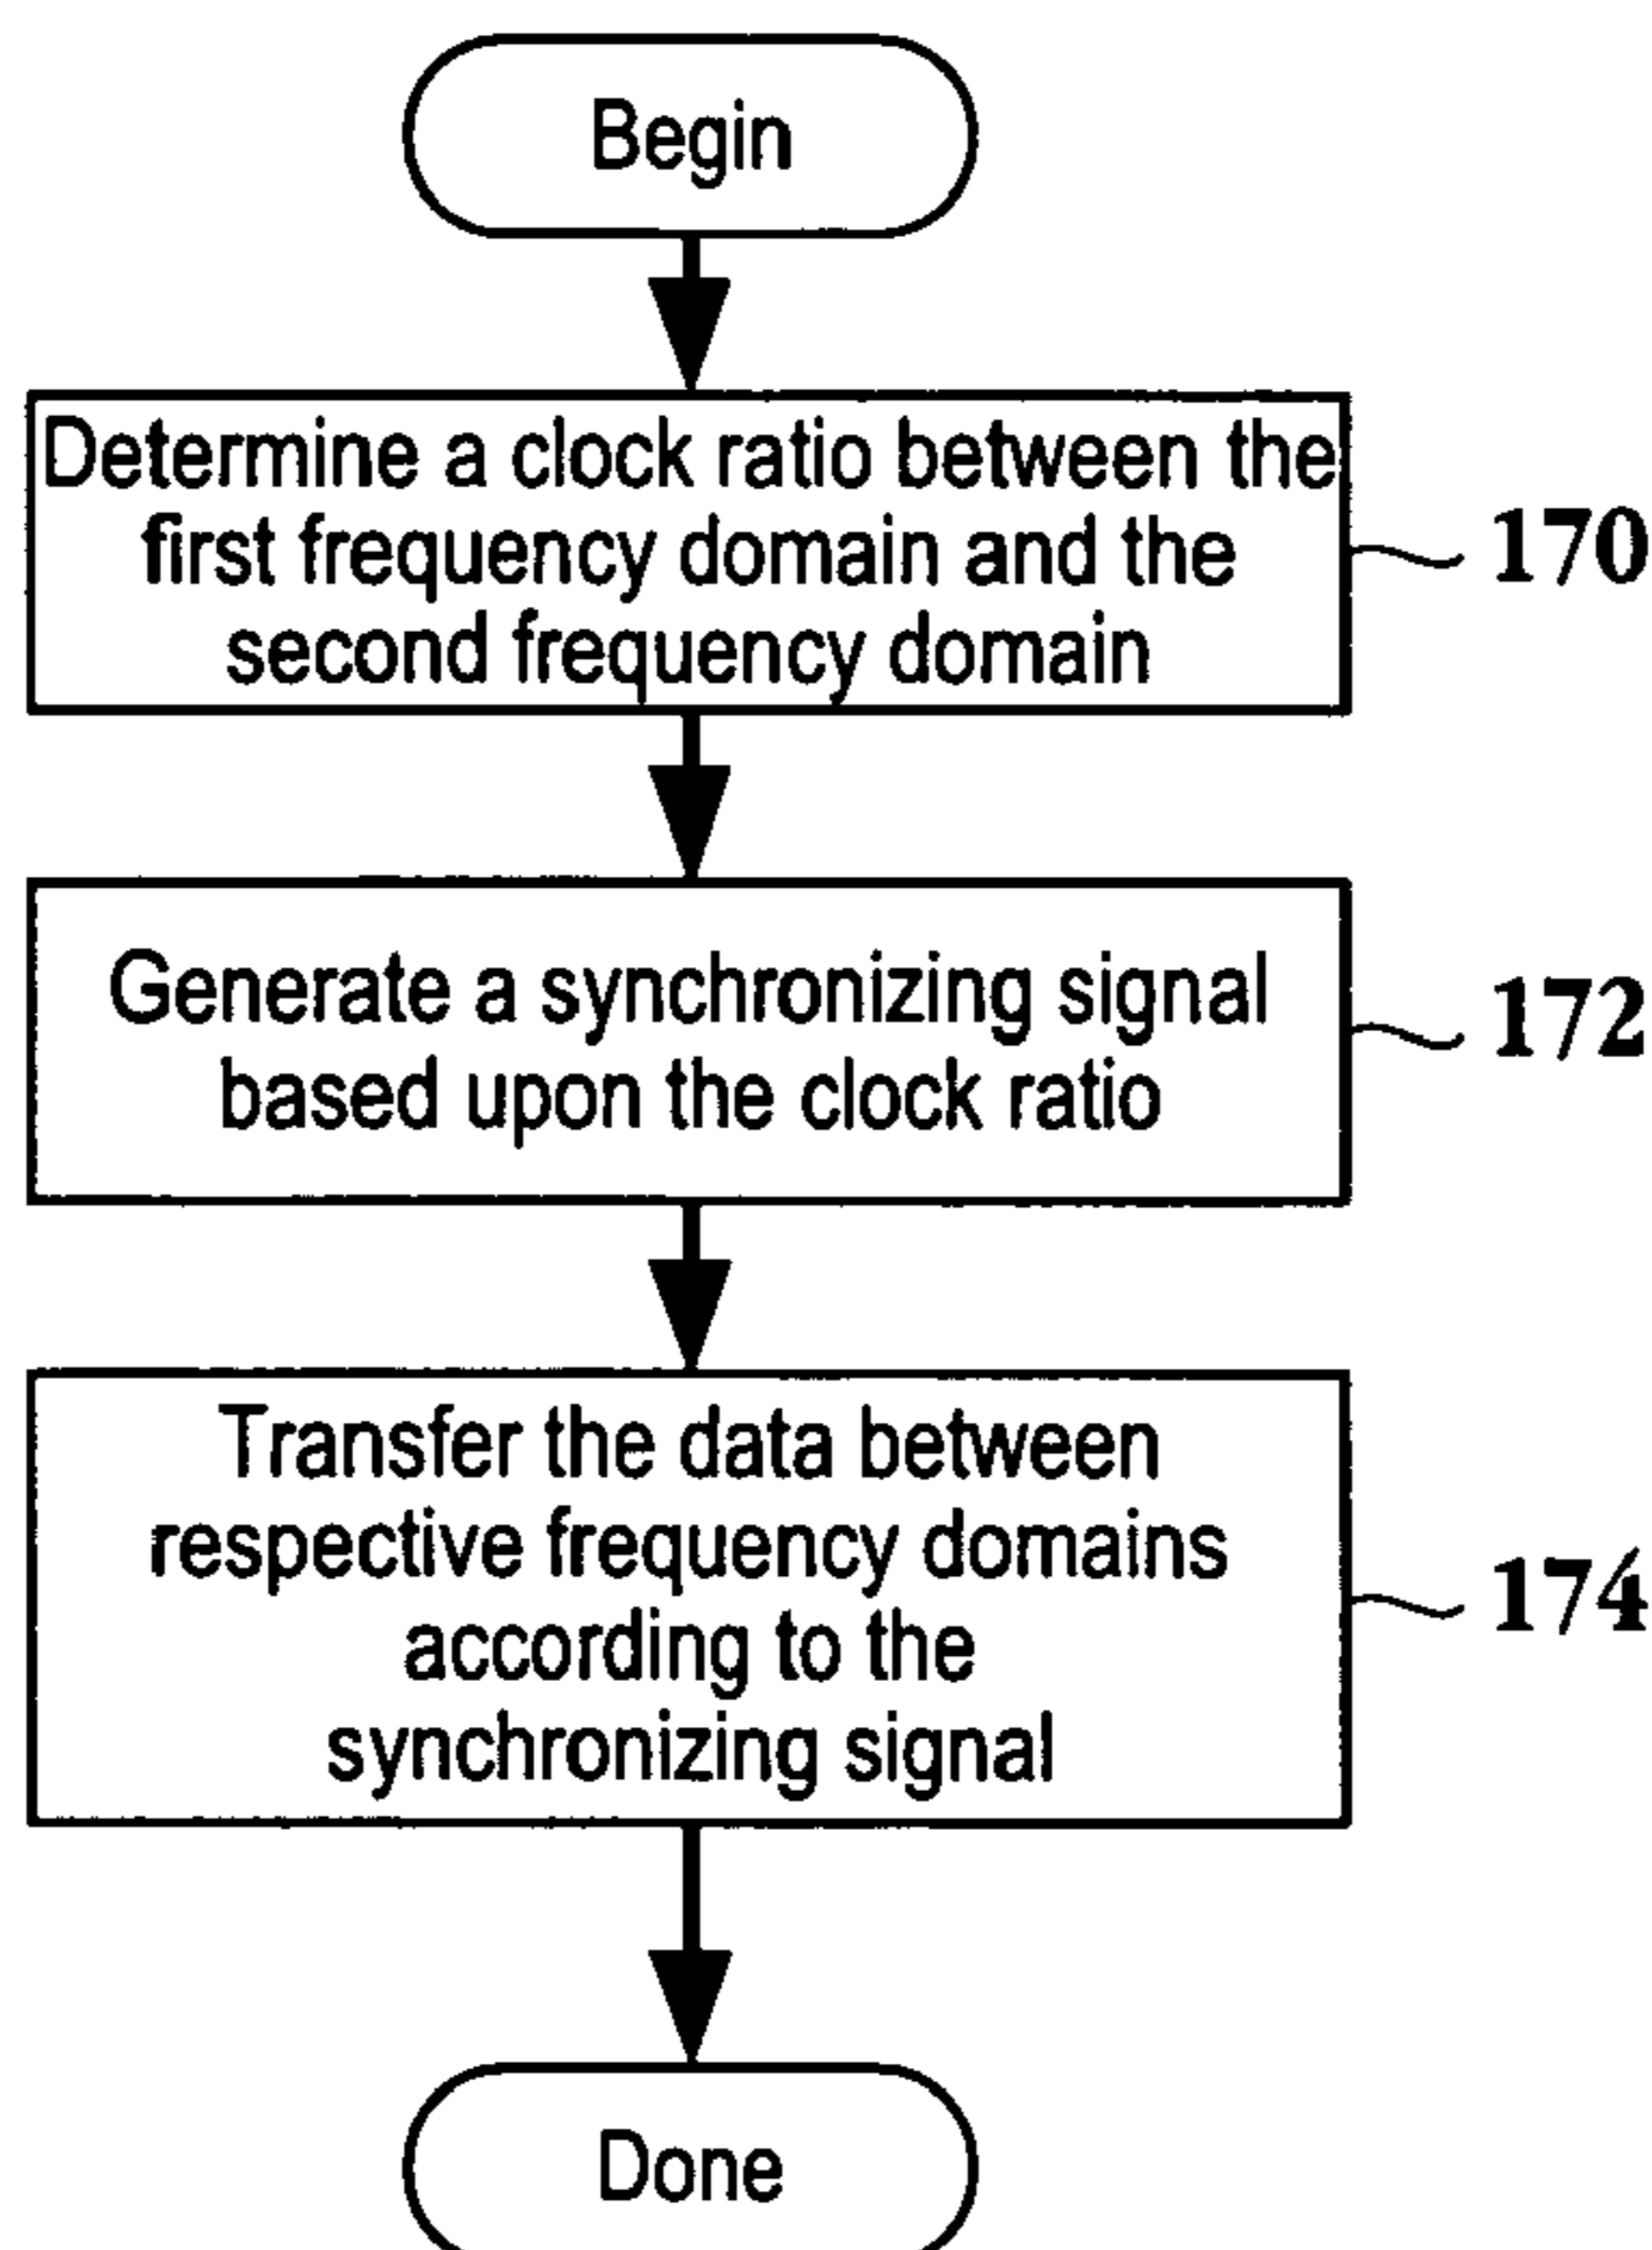 Begin
Determine a clock ratio between the
first frequency domain and the
second frequency domain
170
Generate a synchronizing signal
based upon the clock ratio
172
Transfer the data between
respective frequency domains
according to the
synchronizing signal
174
Done